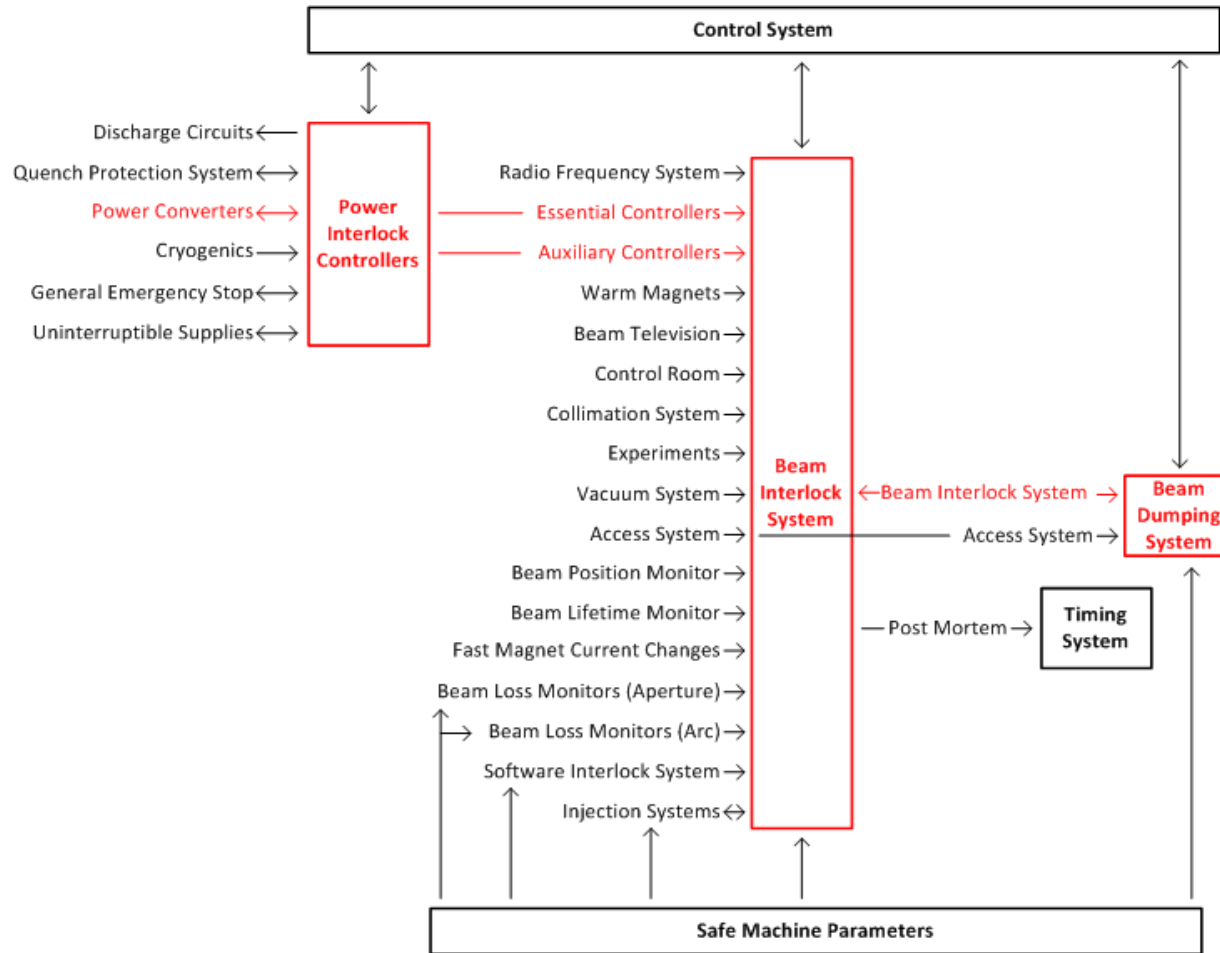 Control System
Discharge Circuits
Quench Protection System
Power Converters
Cryogenics
General Emergency Stop
Uninterruptible Supplies
Power
Interlock
Controllers
Radio Frequency System
Essential Controllers
Auxiliary Controllers
Warm Magnets
Beam Television
Control Room
Collimation System
Experiments
Vacuum System
Access System
Beam Position Monitor
Beam Lifetime Monitor
Fast Magnet Current Changes
Beam Loss Monitors (Aperture)
Beam Loss Monitors (Arc)
Software Interlock System
Injection Systems
Beam
Interlock
System
Beam Interlock System
Access System
Beam
Dumping
System
Post Mortem
Timing
System
Safe Machine Parameters